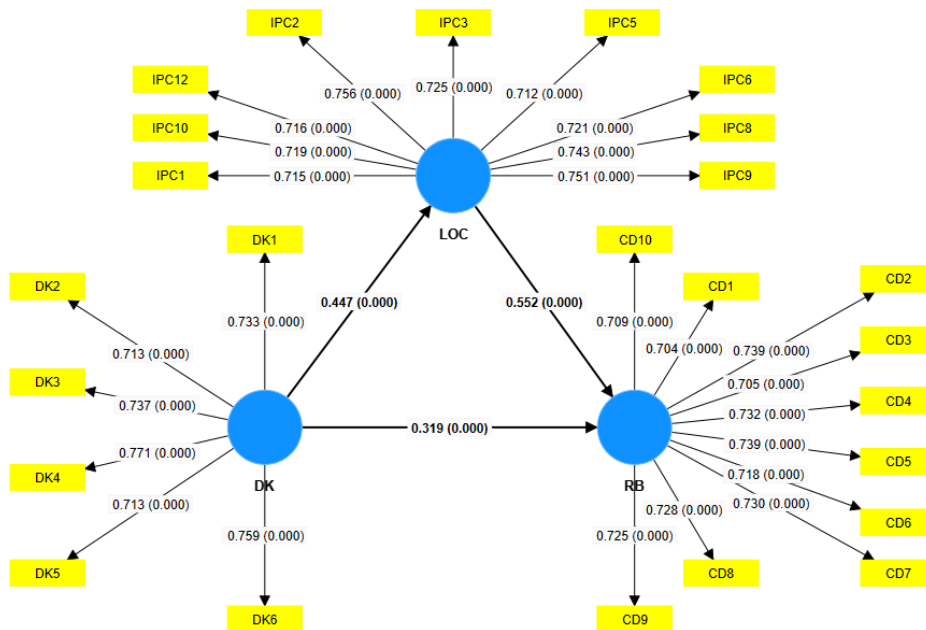 IPC2
IPC3
IPC5
IPC12
IPC6
0.756 (0.000)
0.725 (0.000)
0.712 (0.000)
IPC10
0.716 (0.000)
0.721 (0.000)
IPC8
0.719 (0.000)
0.743 (0.000)
IPC1
0.715 (0.000)
0.751 (0.000)
IPC9
LOC
DK1
CD10
DK2
CD1
CD2
0.447 (0.000)
0.552 (0.000)
0.733 (0.000)
0.709 (0.000)
CD3
0.713 (0.000)
0.704 (0.000)
0.739 (0.000)
DK3
0.705 (0.000)
0.737 (0.000)
CD4
0.732 (0.000)
0.319 (0.000)
0.771 (0.000)
0.739 (0.000)
CD5
DK4
DK
RB
0.718 (0.000)
0.713 (0.000)
0.728 (0.000)
0.730 (0.000)
CD6
0.759 (0.000)
0.725 (0.000)
DK5
CD8
CD7
DK6
CD9